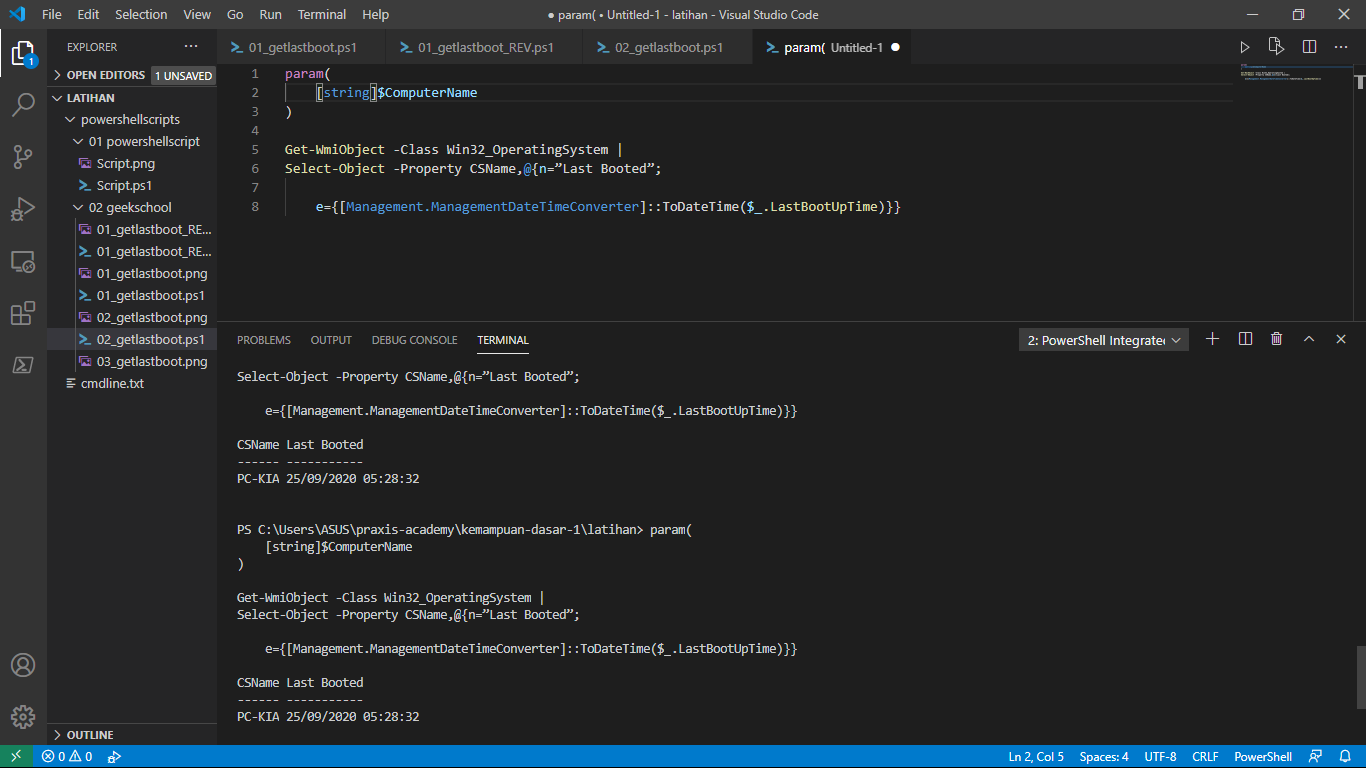 File Edit Selection View Go Run Terminal Help
● param( • Untitled-1 - latihan - Visual Studio Code
1
EXPLORER ···
OPEN EDITORS 1 UNSAVED
LATIHAN
powershellscripts
01 powershellscript
Script.png
Script.ps1
02 geekschool
01_getlastboot_RE...
01_getlastboot_RE...
01_getlastboot.png
01_getlastboot.ps1
02_getlastboot.png
02_getlastboot.ps1
03_getlastboot.png
cmdline.txt
OUTLINE
01_getlastboot.ps1 01_getlastboot_REV.ps1 02_getlastboot.ps1 param( Untitled-1 ●
1 param(
2 [string]$ComputerName
3 )
4
5 Get-WmiObject -Class Win32_OperatingSystem |
6 Select-Object -Property CSName,@{n=”Last Booted”;
7
8 e={[Management.ManagementDateTimeConverter]::ToDateTime($_.LastBootUpTime)}}
PROBLEMS OUTPUT DEBUG CONSOLE TERMINAL
2: PowerShell Integrate
Select-Object -Property CSName,@{n=”Last Booted”;
e={[Management.ManagementDateTimeConverter]::ToDateTime($_.LastBootUpTime)}}
CSName Last Booted
------ -----------
PC-KIA 25/09/2020 05:28:32
PS C:\Users\ASUS\praxis-academy\kemampuan-dasar-1\latihan> param(
[string]$ComputerName
)
Get-WmiObject -Class Win32_OperatingSystem |
Select-Object -Property CSName,@{n=”Last Booted”;
e={[Management.ManagementDateTimeConverter]::ToDateTime($_.LastBootUpTime)}}
CSName Last Booted
------ -----------
PC-KIA 25/09/2020 05:28:32
0 0
Ln 2, Col 5 Spaces: 4 UTF-8 CRLF PowerShell